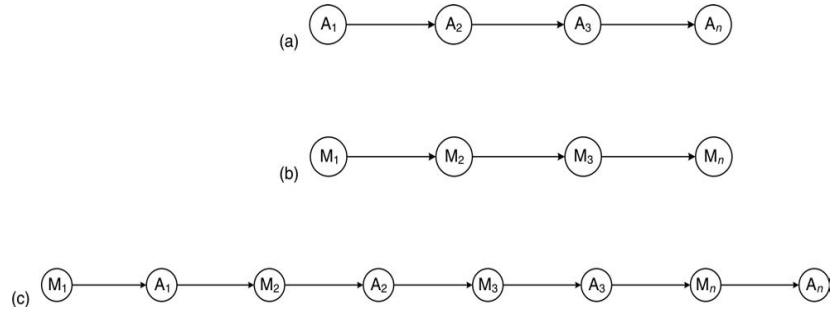 (a) A₁ A₂ A₃ Aₙ
(b) M₁ M₂ M₃ Mₙ
(c) M₁ A₁ M₂ A₂ M₃ A₃ Mₙ Aₙ